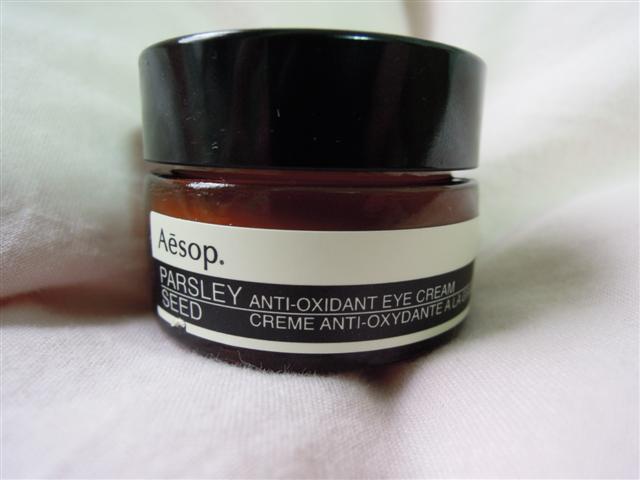 Aēsop.
PARSLEY SEED
ANTI-OXIDANT EYE CREAM
CREME ANTI-OXYDANTE A LA